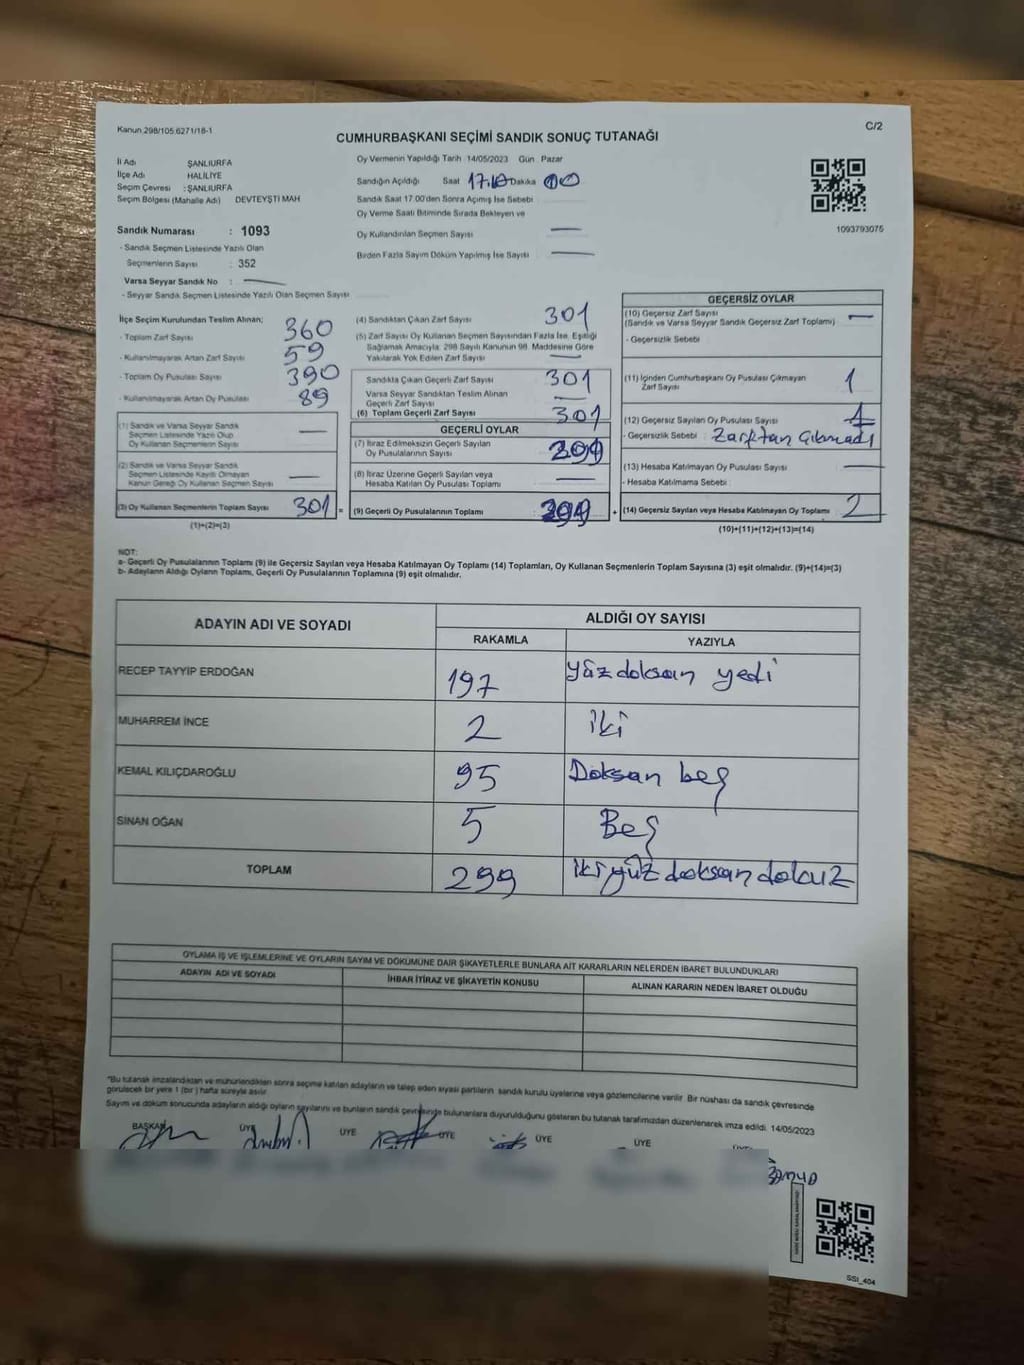 Kanun.298/105.6271/18-1
C/2
CUMHURBAŞKANI SEÇİMİ SANDIK SONUÇ TUTANAĞI
İl Adı ŞANLIURFA
İlçe Adı HALİLİYE
Seçim Çevresi : ŞANLIURFA
Seçim Bölgesi (Mahalle Adı) DEVTEYŞTİ MAH
Sandık Numarası : 1093
- Sandık Seçmen Listesinde Yazılı Olan
Seçmenlerin Sayısı : 352
Varsa Seyyar Sandık No : —
- Seyyar Sandık Seçmen Listesinde Yazılı Olan Seçmen Sayısı
Oy Vermenin Yapıldığı Tarih 14/05/2023 Gün Pazar
Sandığın Açıldığı Saat 17.10 Dakika 00
Sandık Saat 17.00'den Sonra Açılmış İse Sebebi
Oy Verme Saati Bitiminde Sırada Bekleyen ve
Oy Kullandırılan Seçmen Sayısı —
Birden Fazla Sayım Döküm Yapılmış İse Sayısı —
1093793075
İlçe Seçim Kurulundan Teslim Alınan;
- Toplam Zarf Sayısı 360
- Kullanılmayarak Artan Zarf Sayısı 59
- Toplam Oy Pusulası Sayısı 390
- Kullanılmayarak Artan Oy Pusulası 89
(1) Sandık ve Varsa Seyyar Sandık
Seçmen Listesinde Yazılı Olup
Oy Kullanan Seçmenlerin Sayısı —
(2) Sandık ve Varsa Seyyar Sandık
Seçmen Listesinde Kayıtlı Olmayan
Kanun Gereği Oy Kullanan Seçmen Sayısı —
(3) Oy Kullanan Seçmenlerin Toplam Sayısı 301 =
(1)+(2)=(3)
(4) Sandıktan Çıkan Zarf Sayısı 301
(5) Zarf Sayısı Oy Kullanan Seçmen Sayısından Fazla İse, Eşitliği
Sağlamak Amacıyla, 298 Sayılı Kanunun 98. Maddesine Göre
Yakılarak Yok Edilen Zarf Sayısı —
Sandıkta Çıkan Geçerli Zarf Sayısı 301
Varsa Seyyar Sandıktan Teslim Alınan
Geçerli Zarf Sayısı —
(6) Toplam Geçerli Zarf Sayısı 301
GEÇERLİ OYLAR
(7) İtiraz Edilmeksizin Geçerli Sayılan
Oy Pusulalarının Sayısı 299
(8) İtiraz Üzerine Geçerli Sayılan veya
Hesaba Katılan Oy Pusulası Toplamı —
(9) Geçerli Oy Pusulalarının Toplamı 299 +
GEÇERSİZ OYLAR
(10) Geçersiz Zarf Sayısı —
(Sandık ve Varsa Seyyar Sandık Geçersiz Zarf Toplamı)
- Geçersizlik Sebebi
(11) İçinden Cumhurbaşkanı Oy Pusulası Çıkmayan
Zarf Sayısı 1
(12) Geçersiz Sayılan Oy Pusulası Sayısı 1
- Geçersizlik Sebebi : Zarftan Çıkmadı
(13) Hesaba Katılmayan Oy Pusulası Sayısı —
- Hesaba Katılmama Sebebi
(14) Geçersiz Sayılan veya Hesaba Katılmayan Oy Toplamı 2
(10)+(11)+(12)+(13)=(14)
NOT:
a- Geçerli Oy Pusulalarının Toplamı (9) ile Geçersiz Sayılan veya Hesaba Katılmayan Oy Toplamı (14) Toplamları, Oy Kullanan Seçmenlerin Toplam Sayısına (3) eşit olmalıdır. (9)+(14)=(3)
b- Adayların Aldığı Oyların Toplamı, Geçerli Oy Pusulalarının Toplamına (9) eşit olmalıdır.
ADAYIN ADI VE SOYADI ALDIĞI OY SAYISI
RAKAMLA YAZIYLA
RECEP TAYYİP ERDOĞAN 197 Yüz doksan yedi
MUHARREM İNCE 2 iki
KEMAL KILIÇDAROĞLU 95 Doksan beş
SİNAN OĞAN 5 Beş
TOPLAM 299 iki yüz doksan dokuz
OYLAMA İŞ VE İŞLEMLERİNE VE OYLARIN SAYIM VE DÖKÜMÜNE DAİR ŞİKAYETLERLE BUNLARA AİT KARARLARIN NELERDEN İBARET BULUNDUKLARI
ADAYIN ADI VE SOYADI İHBAR İTİRAZ VE ŞİKAYETİN KONUSU ALINAN KARARIN NEDEN İBARET OLDUĞU
*Bu tutanak imzalandıktan ve mühürlendikten sonra seçime katılan adayların ve talep eden siyasi partilerin sandık kurulu üyelerine veya gözlemcilerine verilir. Bir nüshası da sandık çevresinde
görülecek bir yere 1 (bir) hafta süreyle asılır.
Sayım ve döküm sonucunda adayların aldığı oyların sayılarını ve bunların sandık çevresinde bulunanlara duyurulduğunu gösteren bu tutanak tarafımızdan düzenlenerek imza edildi. 14/05/2023
BAŞKAN ÜYE ÜYE ÜYE ÜYE ÜYE
SSI_404